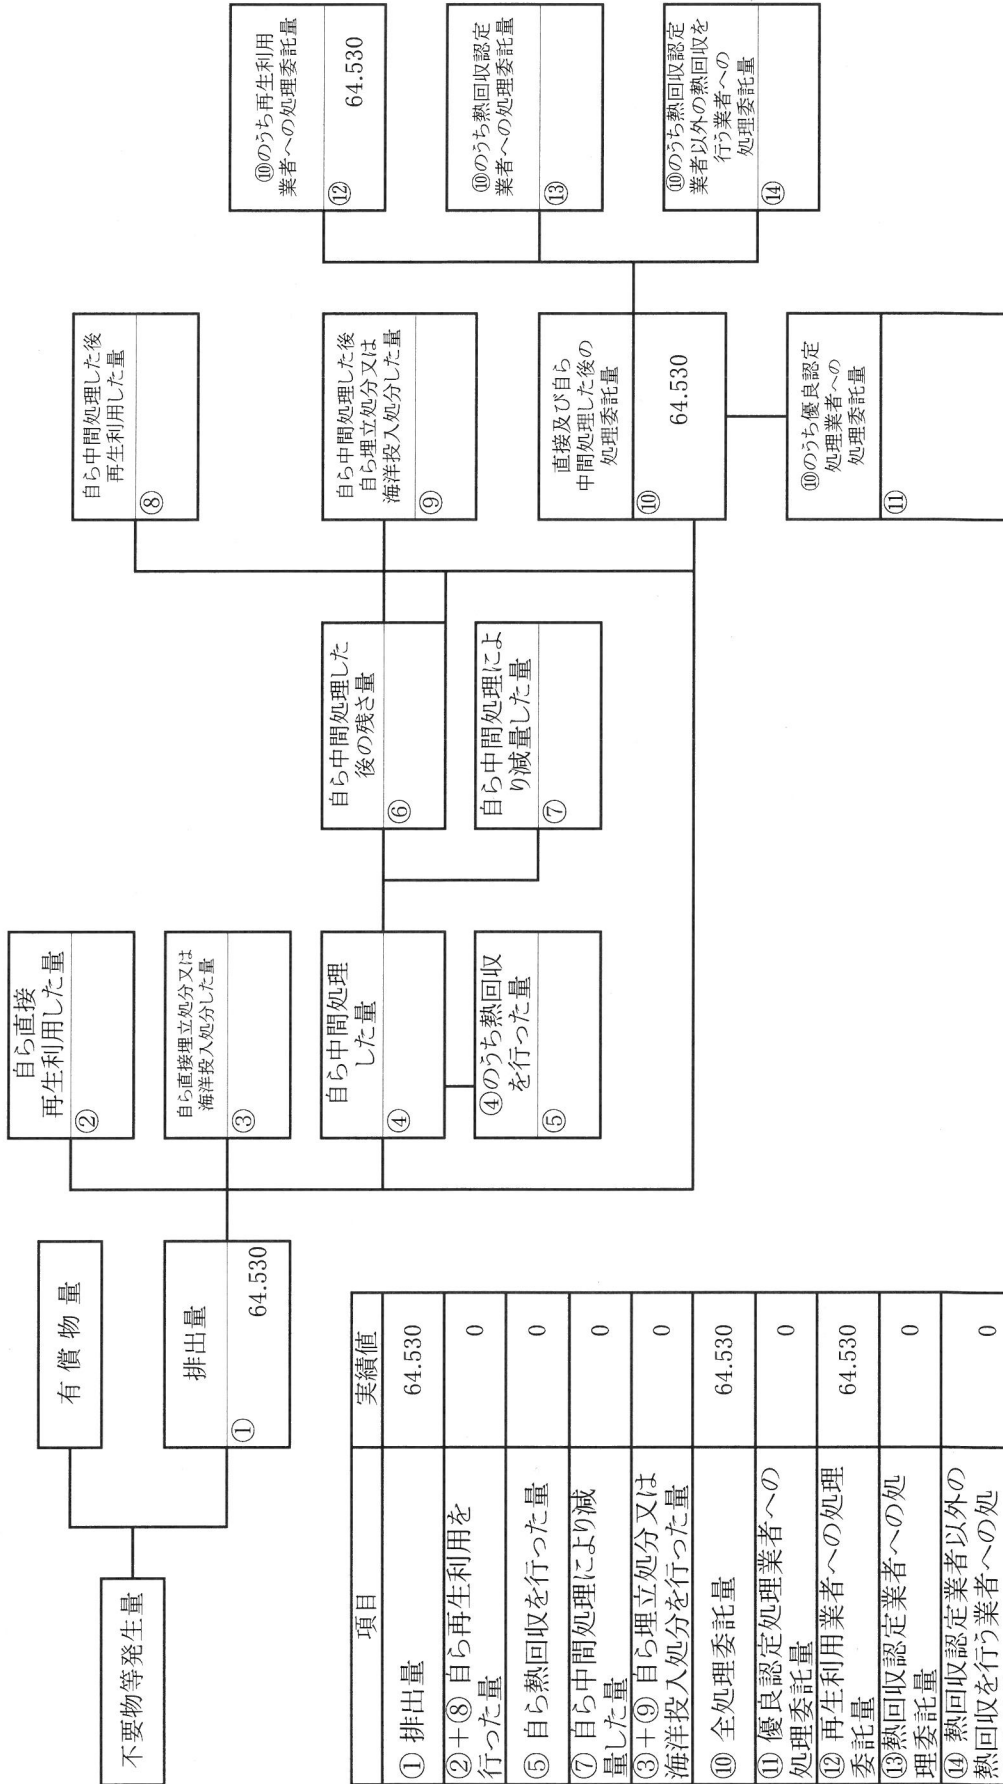 不要物等発生量
有 償 物 量
排出量
①
64.530
自ら直接
再生利用した量
②
自ら直接埋立処分又は
海洋投入処分した量
③
自ら中間処理
した量
④
④のうち熱回収
を行った量
⑤
自ら中間処理した
後の残さ量
⑥
自ら中間処理によ
り減量した量
⑦
自ら中間処理した後
再生利用した量
⑧
自ら中間処理した後
自ら埋立処分又は
海洋投入処分した量
⑨
直接及び自ら
中間処理した後の
処理委託量
⑩
64.530
⑩のうち優良認定
処理業者への
処理委託量
⑪
⑩のうち再生利用
業者への処理委託量
⑫
64.530
⑩のうち熱回収認定
業者への処理委託量
⑬
⑩のうち熱回収認定
業者以外の熱回収を
行う業者への
処理委託量
⑭
項目 実績値
① 排出量 64.530
②+⑧ 自ら再生利用を
行った量 0
⑤ 自ら熱回収を行った量 0
⑦ 自ら中間処理により減
量した量 0
③+⑨ 自ら埋立処分又は
海洋投入処分を行った量 0
⑩ 全処理委託量 64.530
⑪ 優良認定処理業者への
処理委託量 0
⑫ 再生利用業者への処理
委託量 64.530
⑬熱回収認定業者への処
理委託量 0
⑭ 熱回収認定業者以外の
熱回収を行う業者への処 0